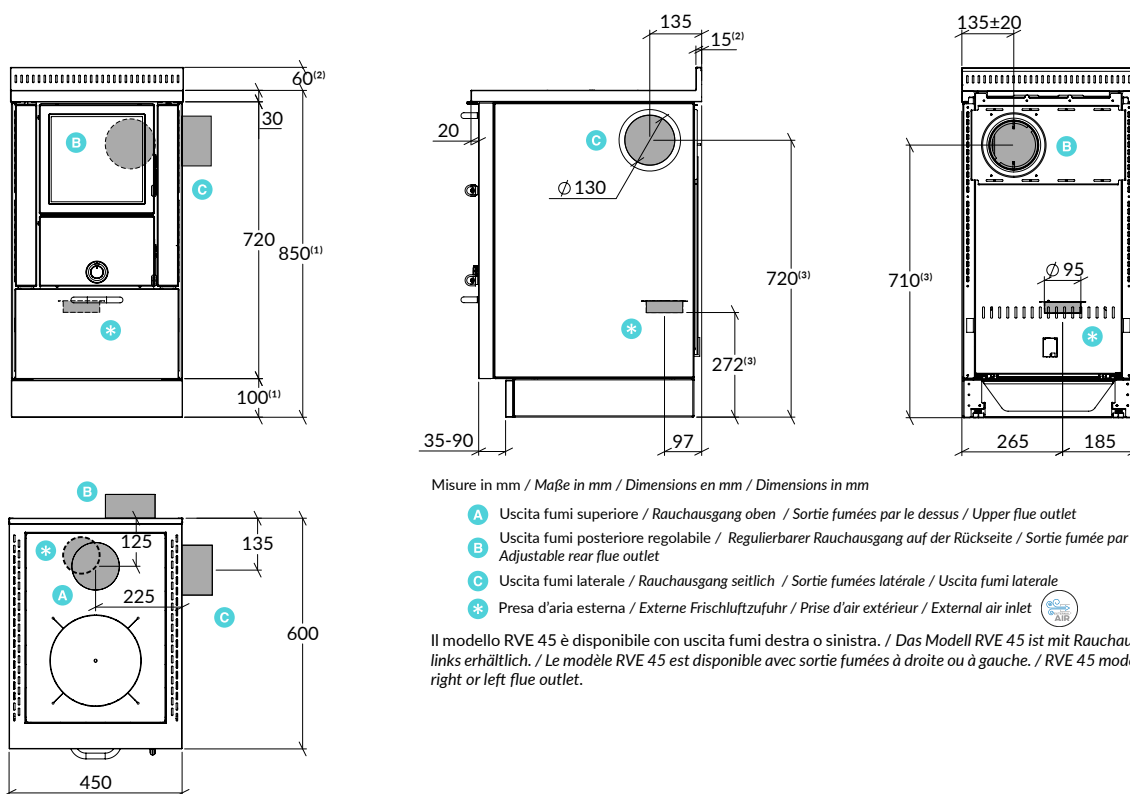 135
15(2)
135±20
60(2)
30
B
C
720
850(1)
*
100(1)
20
C
Ø 130
720(3)
*
272(3)
35-90
97
B
710(3)
Ø 95
*
265
185
B
*
125
135
A
225
C
600
450
Misure in mm / Maße in mm / Dimensions en mm / Dimensions in mm
A Uscita fumi superiore / Rauchausgang oben / Sortie fumées par le dessus / Upper flue outlet
B Uscita fumi posteriore regolabile / Regulierbarer Rauchausgang auf der Rückseite / Sortie fumée par
Adjustable rear flue outlet
C Uscita fumi laterale / Rauchausgang seitlich / Sortie fumées latérale / Uscita fumi laterale
* Presa d'aria esterna / Externe Frischluftzufuhr / Prise d'air extérieur / External air inlet
AIR
Il modello RVE 45 è disponibile con uscita fumi destra o sinistra. / Das Modell RVE 45 ist mit Rauchau
links erhältlich. / Le modèle RVE 45 est disponible avec sortie fumées à droite ou à gauche. / RVE 45 mode
right or left flue outlet.